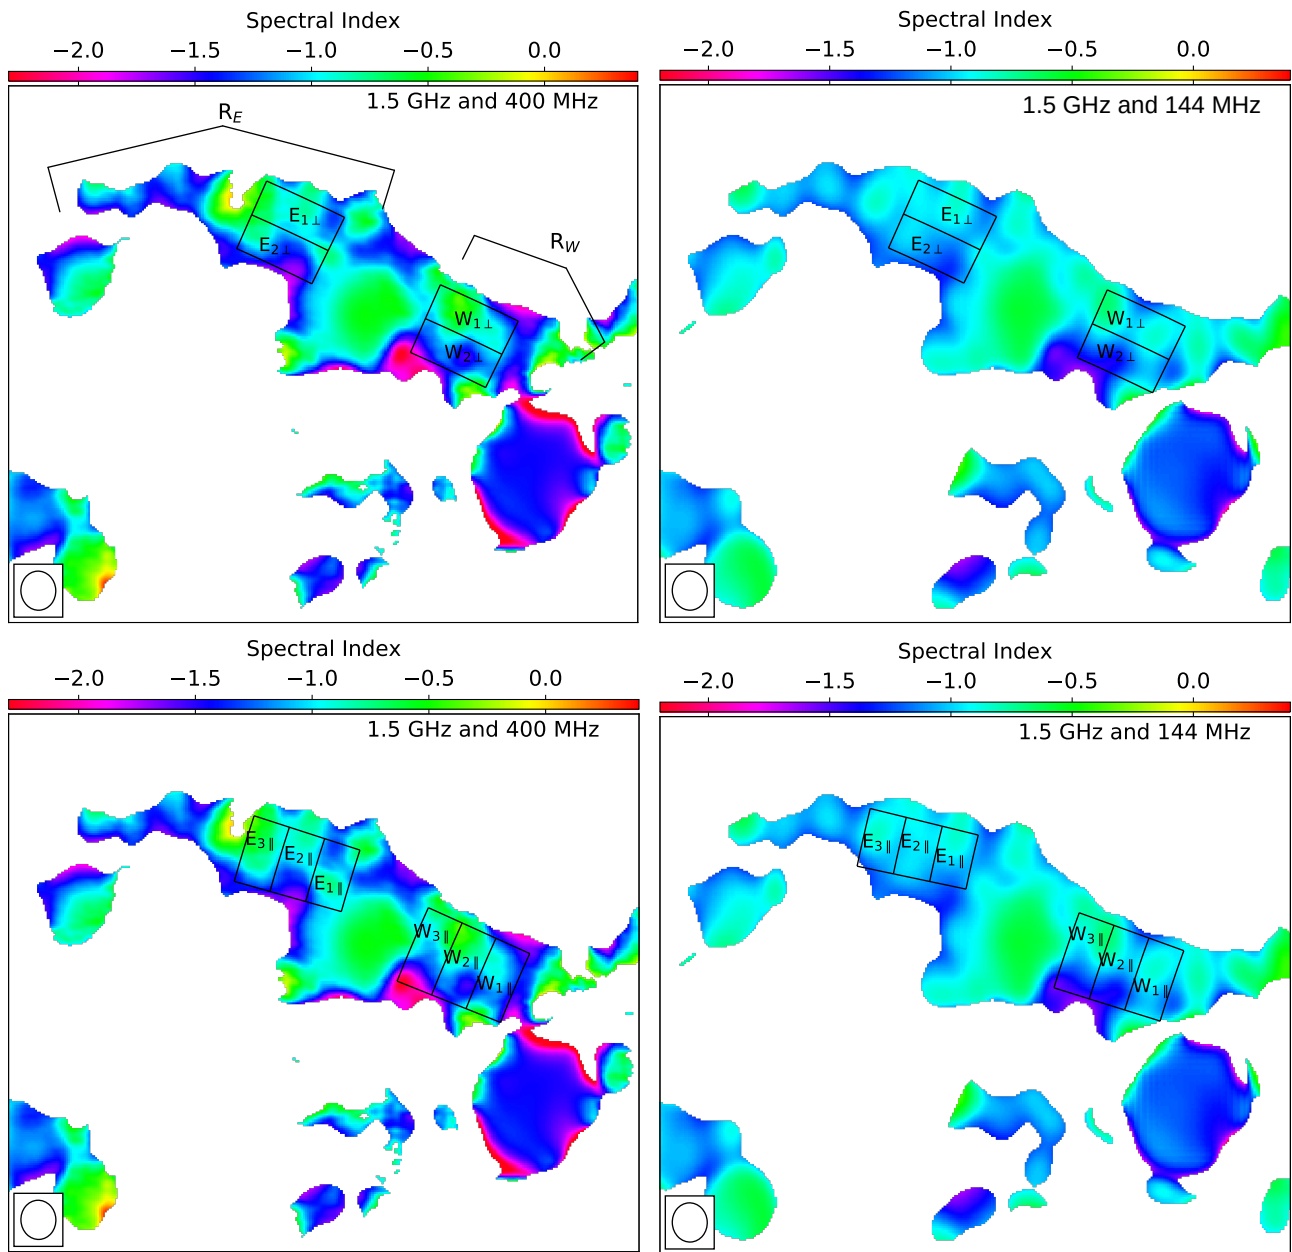 Spectral Index
−2.0 −1.5 −1.0 −0.5 0.0
1.5 GHz and 400 MHz
R_E
E_1⊥
E_2⊥
R_W
W_1⊥
W_2⊥
Spectral Index
−2.0 −1.5 −1.0 −0.5 0.0
1.5 GHz and 144 MHz
E_1⊥
E_2⊥
W_1⊥
W_2⊥
Spectral Index
−2.0 −1.5 −1.0 −0.5 0.0
1.5 GHz and 400 MHz
E_3∥
E_2∥
E_1∥
W_3∥
W_2∥
W_1∥
Spectral Index
−2.0 −1.5 −1.0 −0.5 0.0
1.5 GHz and 144 MHz
E_3∥
E_2∥
E_1∥
W_3∥
W_2∥
W_1∥